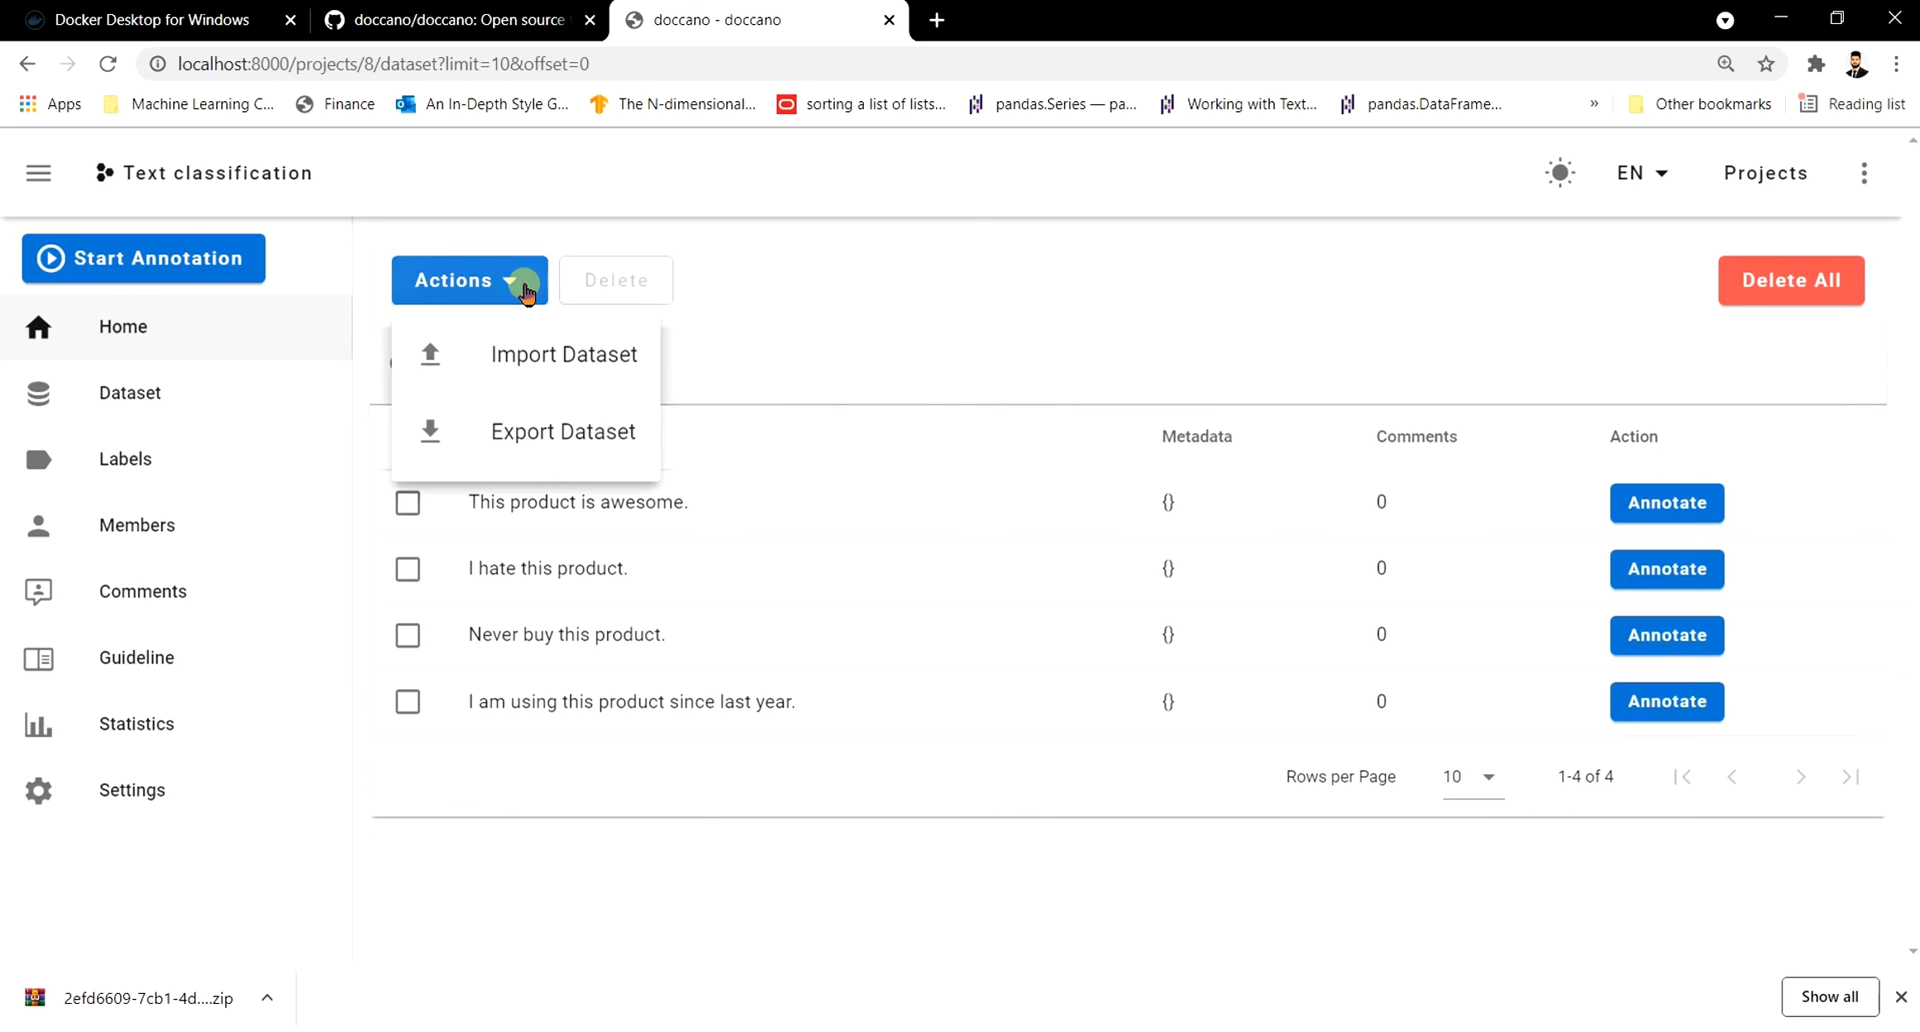 Docker Desktop for Windows
doccano/doccano: Open source
doccano - doccano
localhost:8000/projects/8/dataset?limit=10&offset=0
Apps
Machine Learning C...
Finance
An In-Depth Style G...
The N-dimensional...
sorting a list of lists...
pandas.Series — pa...
Working with Text...
pandas.DataFrame...
»
Other bookmarks
Reading list
Text classification
EN
Projects
Start Annotation
Home
Dataset
Labels
Members
Comments
Guideline
Statistics
Settings
Actions
Delete
Delete All
Import Dataset
Export Dataset
Metadata
Comments
Action
This product is awesome.
{}
0
Annotate
I hate this product.
{}
0
Annotate
Never buy this product.
{}
0
Annotate
I am using this product since last year.
{}
0
Annotate
Rows per Page
10
1-4 of 4
2efd6609-7cb1-4d....zip
Show all